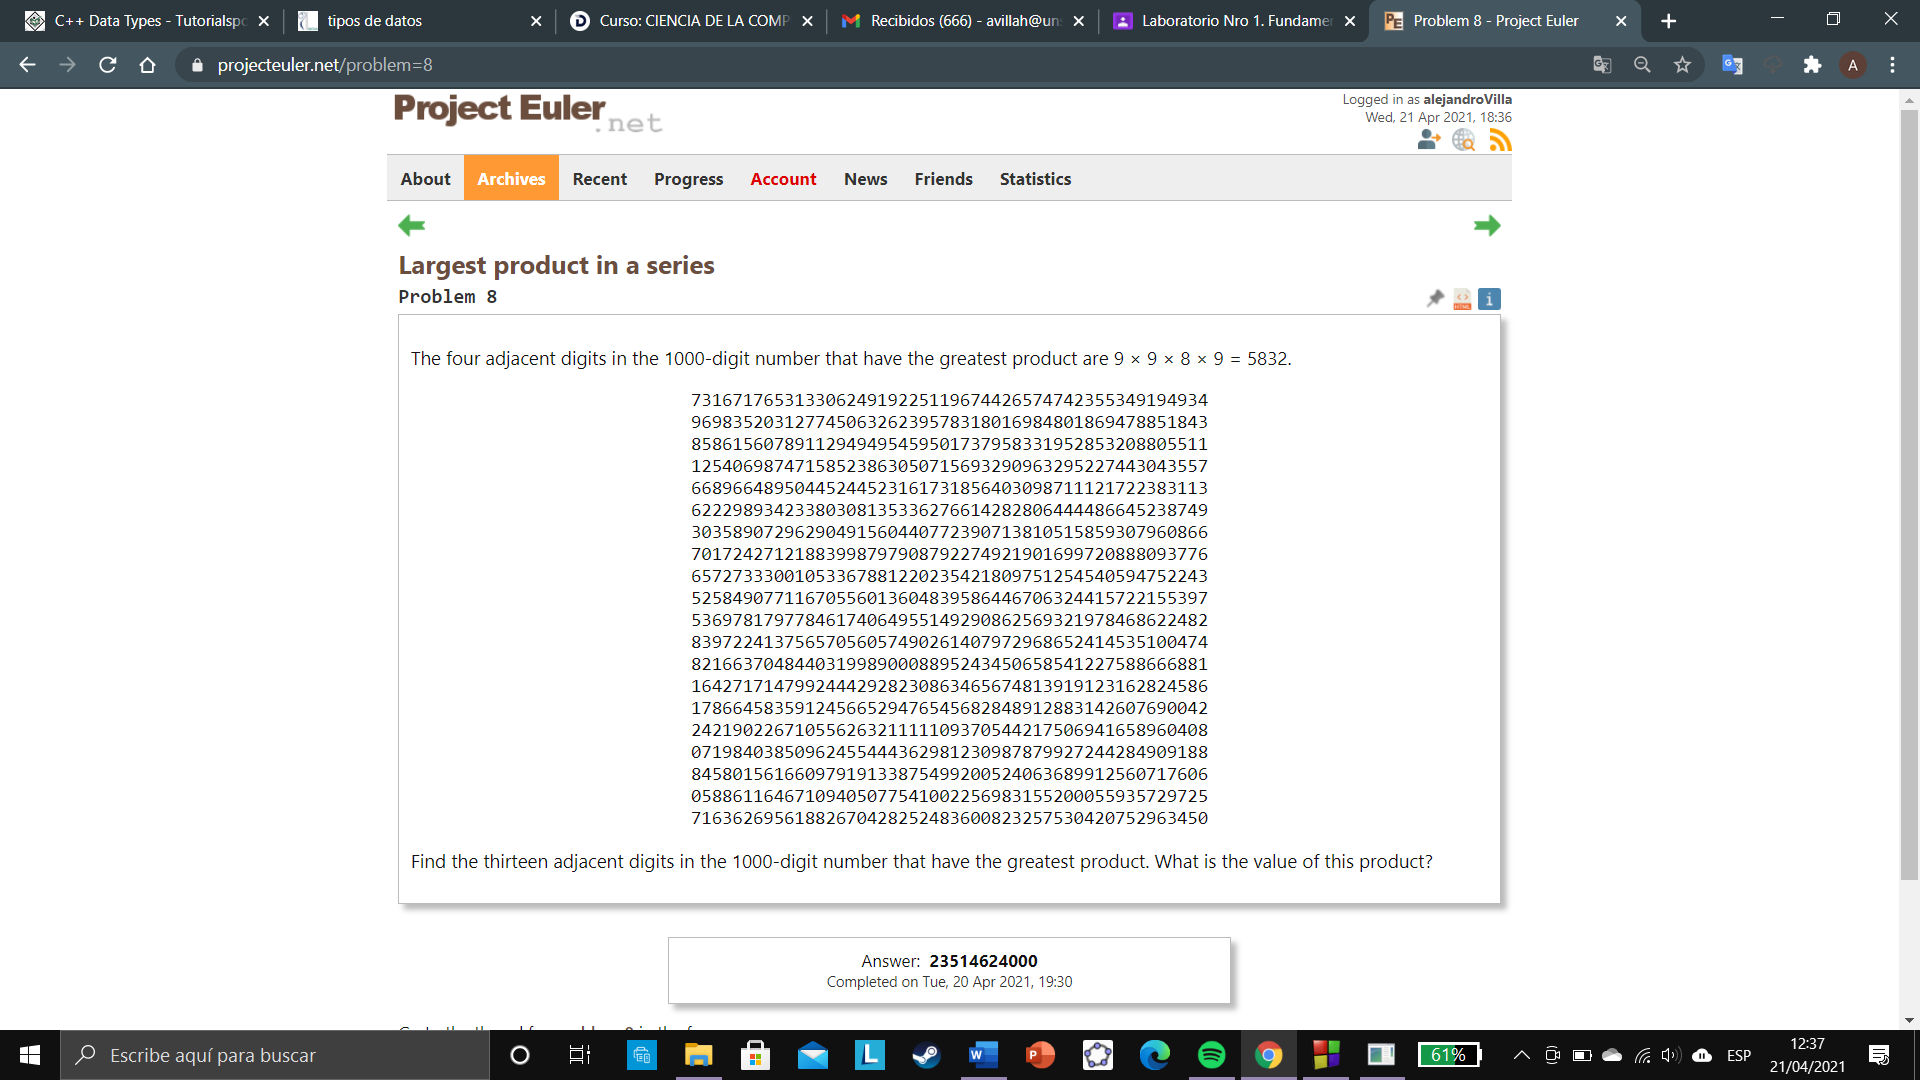 C++ Data Types - Tutorialspo
tipos de datos
Curso: CIENCIA DE LA COMP
Recibidos (666) - avillah@un
Laboratorio Nro 1. Fundame
Problem 8 - Project Euler
projecteuler.net/problem=8
A
Project Euler
.net
Logged in as alejandroVilla
Wed, 21 Apr 2021, 18:36
About Archives Recent Progress Account News Friends Statistics
Largest product in a series
Problem 8
The four adjacent digits in the 1000-digit number that have the greatest product are 9 × 9 × 8 × 9 = 5832.
73167176531330624919225119674426574742355349194934
96983520312774506326239578318016984801869478851843
85861560789112949495459501737958331952853208805511
12540698747158523863050715693290963295227443043557
66896648950445244523161731856403098711121722383113
62229893423380308135336276614282806444486645238749
30358907296290491560440772390713810515859307960866
70172427121883998797908792274921901699720888093776
65727333001053367881220235421809751254540594752243
52584907711670556013604839586446706324415722155397
53697817977846174064955149290862569321978468622482
83972241375657056057490261407972968652414535100474
82166370484403199890008895243450658541227588666881
16427171479924442928230863465674813919123162824586
17866458359124566529476545682848912883142607690042
24219022671055626321111109370544217506941658960408
07198403850962455444362981230987879927244284909188
84580156166097919133875499200524063689912560717606
05886116467109405077541002256983155200055935729725
71636269561882670428252483600823257530420752963450
Find the thirteen adjacent digits in the 1000-digit number that have the greatest product. What is the value of this product?
Answer: 23514624000
Completed on Tue, 20 Apr 2021, 19:30
Escribe aquí para buscar
61%
ESP
12:37
21/04/2021